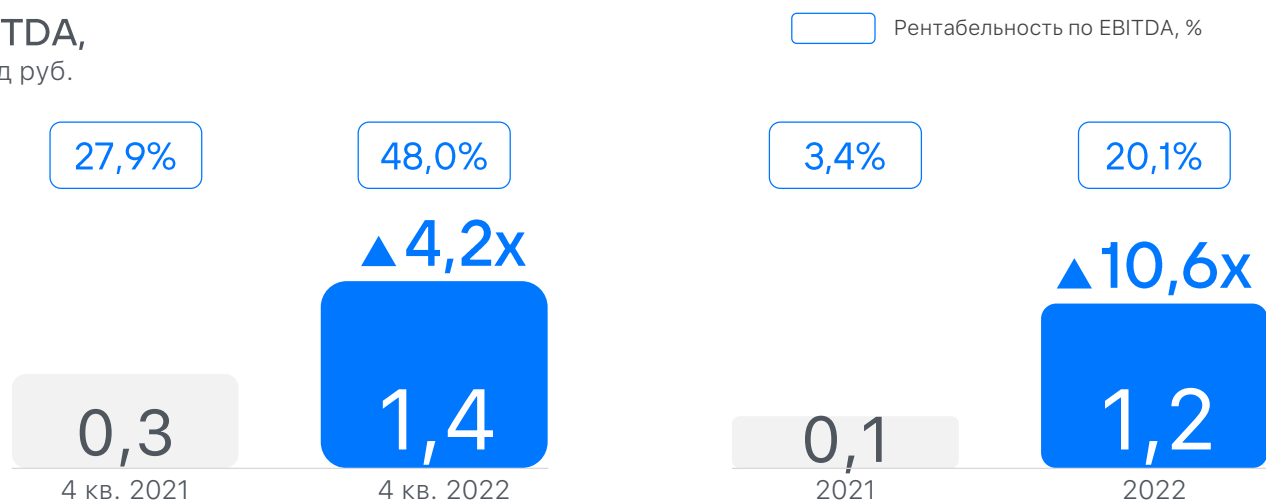 TDA,
д руб.
Рентабельность по EBITDA, %
27,9% 48,0% 3,4% 20,1%
▲4,2x ▲10,6x
0,3 1,4 0,1 1,2
4 кв. 2021 4 кв. 2022 2021 2022